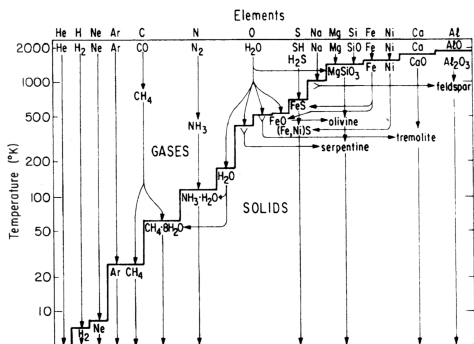 Elements
He H Ne Ar C N O S Na Mg Si Fe Ni Ca Al
He H₂ Ne Ar CO N₂ H₂O SH Na Mg SiO Fe Ni Ca AlO
H₂S
2000
MgSiO₃ Fe Ni CaO Al₂O₃
1000
feldspar
CH₄
FeS
500
NH₃
FeO
olivine
(Fe,Ni)S
tremolite
GASES
serpentine
200
H₂O
Temperature (°K)
100
NH₃·H₂O
SOLIDS
50
CH₄·8H₂O
20
Ar CH₄
10
Ne
H₂